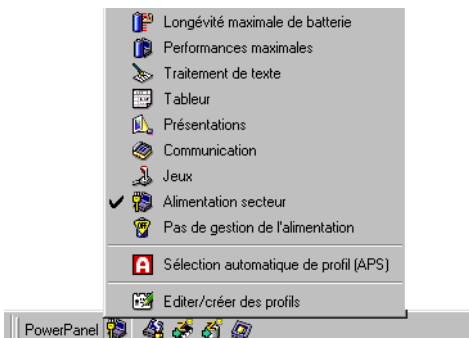 Longévité maximale de batterie
Performances maximales
Traitement de texte
Tableur
Présentations
Communication
Jeux
Alimentation secteur
Pas de gestion de l'alimentation
Sélection automatique de profil (APS)
Editer/créer des profils
PowerPanel